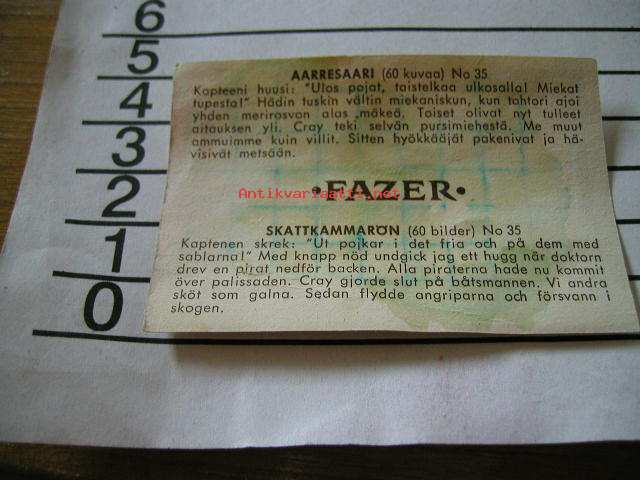 6
5
4
3
2
1
0
AARRESAARI (60 kuvaa) No 35
Kapteeni huusi: "Ulos pojat, taistelkaa ulkosalla! Miekat
tupesta!" Hädin tuskin vältin miekaniskun, kun tohtori ajoi
yhden merirosvon alas mäkeä. Toiset olivat nyt tulleet
aitauksen yli. Cray teki selvän pursimiehestä. Me muut
ammuimme kuin villit. Sitten hyökkääjät pakenivat ja hä-
visivät metsään.
Antikvariaatti.net
•FAZER•
SKATTKAMMARÖN (60 bilder) No 35
Kaptenen skrek: "Ut pojkar i det fria och på dem med
sablarna!" Med knapp nöd undgick jag ett hugg när doktorn
drev en pirat nedför backen. Alla piraterna hade nu kommit
över palissaden. Cray gjorde slut på båtsmannen. Vi andra
sköt som galna. Sedan flydde angriparna och försvann i
skogen.